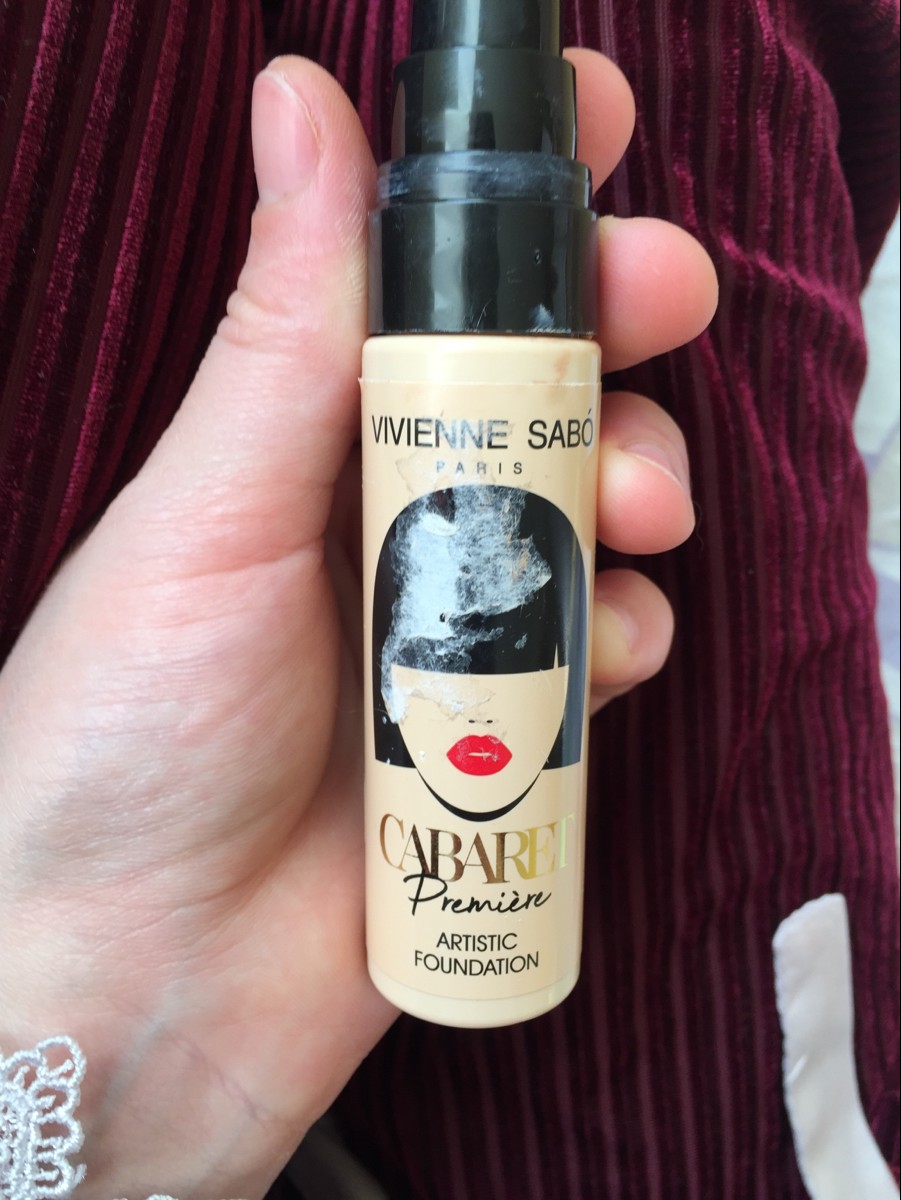 VIVIENNE SABÓ
PARIS
CABARET
Première
ARTISTIC
FOUNDATION